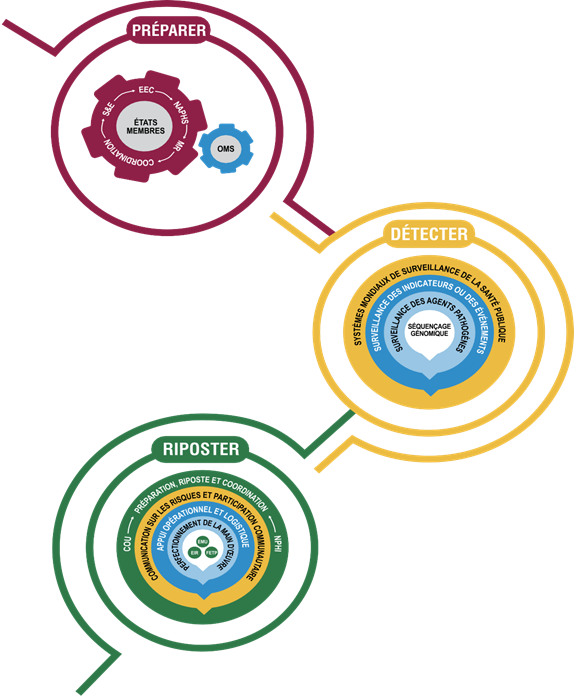 PRÉPARER
S&E
EEC
NAPHS
MR
COORDINATION
ÉTATS
MEMBRES
OMS
DÉTECTER
SYSTÈMES MONDIAUX DE SURVEILLANCE DE LA SANTÉ PUBLIQUE
SURVEILLANCE DES INDICATEURS OU DES ÉVÉNEMENTS
SURVEILLANCE DES AGENTS PATHOGÈNES
SÉQUENÇAGE
GÉNOMIQUE
RIPOSTER
COU
PRÉPARATION, RIPOSTE ET COORDINATION
NPHI
COMMUNICATION SUR LES RISQUES ET PARTICIPATION COMMUNAUTAIRE
APPUI OPÉRATIONNEL ET LOGISTIQUE
PERFECTIONNEMENT DE LA MAIN D'ŒUVRE
EMU
EIR
FETP